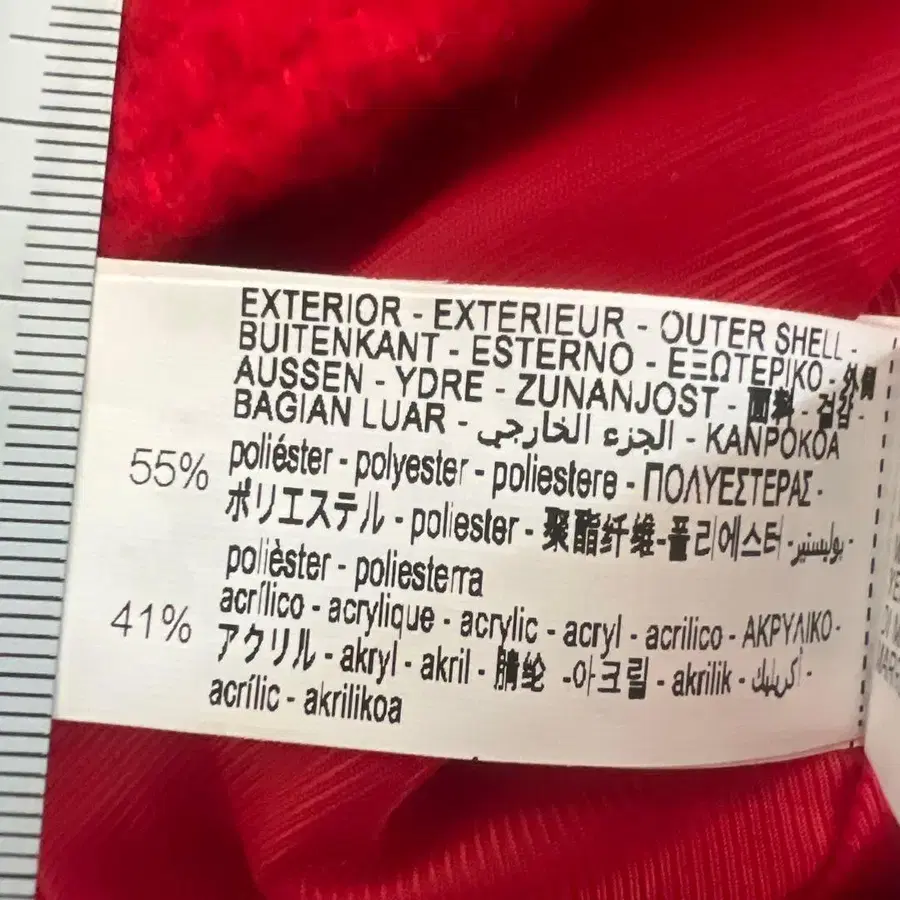 EXTERIOR - EXTÉRIEUR - OUTER SHELL -
BUITENKANT - ESTERNO - ΕΞΩΤΕΡΙΚΟ - 外側
AUSSEN - YDRE - ZUNANJOST - 面料 - 겉감 -
BAGIAN LUAR - الجزء الخارجي - KANPOKOA
55% poliéster - polyester - poliestere - ΠΟΛΥΕΣΤΕΡΑΣ -
ポリエステル - poliester - 聚酯纤维-폴리에스터 -بوليستير -
polièster - poliesterra
41% acrílico - acrylique - acrylic - acryl - acrilico - ΑΚΡΥΛΙΚΟ -
アクリル - akryl - akril - 腈纶 -아크릴 - akrilik - أكريليك -
acrílic - akrilikoa